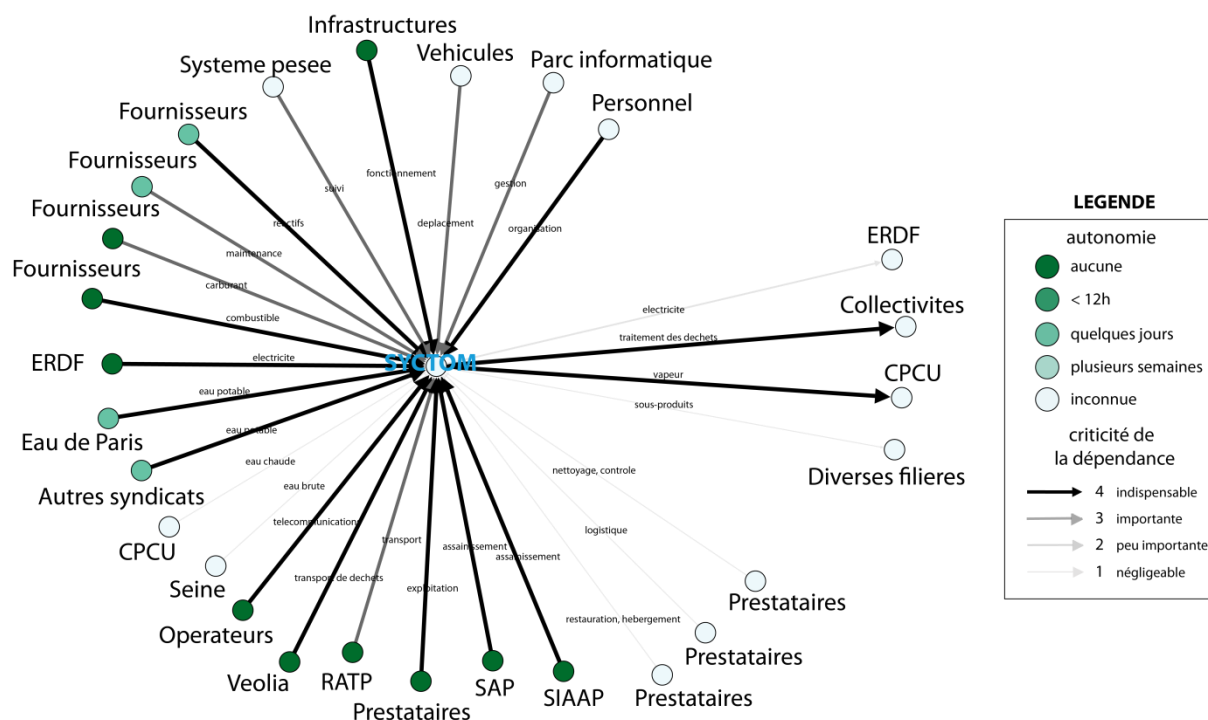 Infrastructures
Vehicules
Systeme pesee
Parc informatique
Fournisseurs
Personnel
Fournisseurs
Fournisseurs
Fournisseurs
ERDF
Eau de Paris
Autres syndicats
CPCU
Seine
Operateurs
Veolia
RATP
Prestataires
SAP
SIAAP
Prestataires
Prestataires
Prestataires
SYCTOM
ERDF
Collectivites
CPCU
Diverses filieres
suivi
fonctionnement
deplacement
gestion
organisation
reactifs
maintenance
carburant
combustible
electricite
eau potable
eau potable
eau chaude
eau brute
telecommunications
transport de dechets
transport
exploitation
assainissement
assainissement
nettoyage, controle
logistique
restauration, hebergement
electricite
traitement des dechets
vapeur
sous-produits
LEGENDE
autonomie
aucune
< 12h
quelques jours
plusieurs semaines
inconnue
criticité de
la dépendance
4 indispensable
3 importante
2 peu importante
1 négligeable